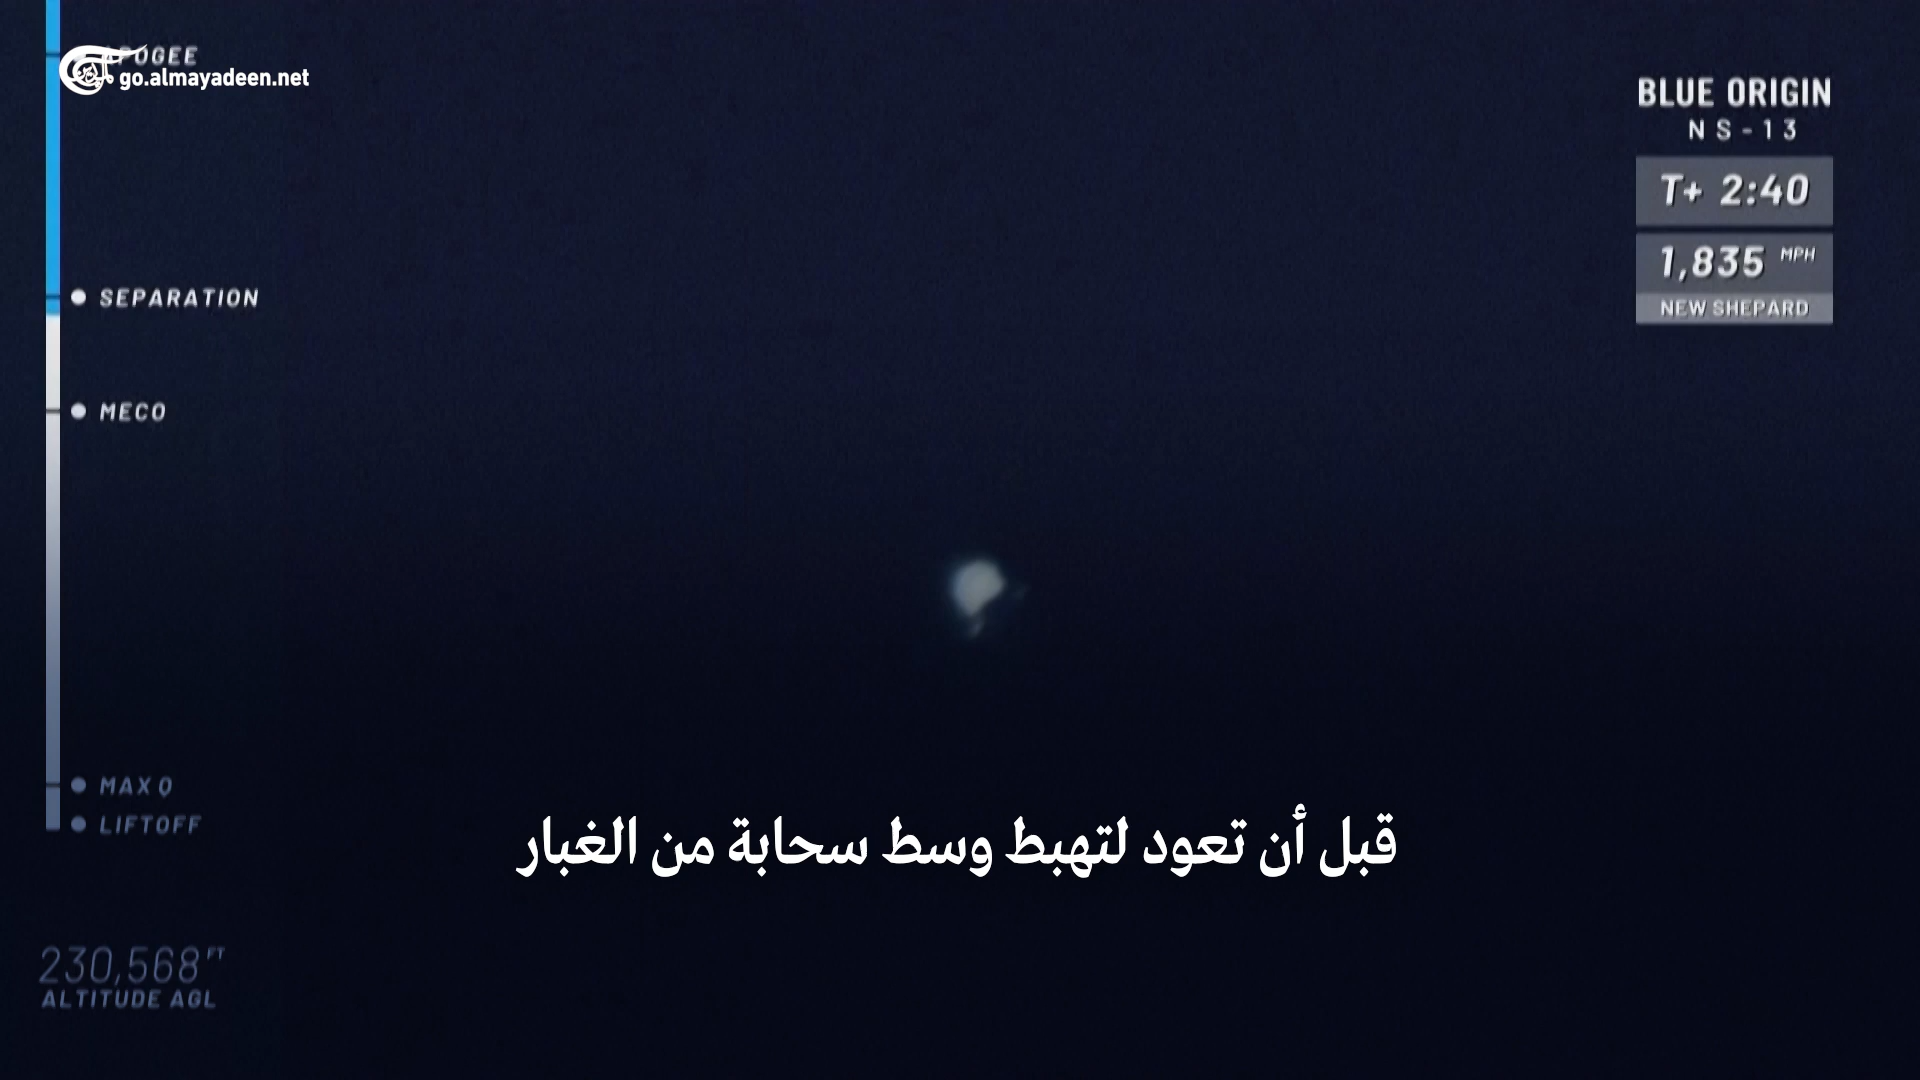 APOGEE
go.almayadeen.net
BLUE ORIGIN
NS-13
T+ 2:40
1,835 MPH
NEW SHEPARD
SEPARATION
MECO
MAX Q
LIFTOFF
قبل أن تعود لتهبط وسط سحابة من الغبار
230,568 FT
ALTITUDE AGL